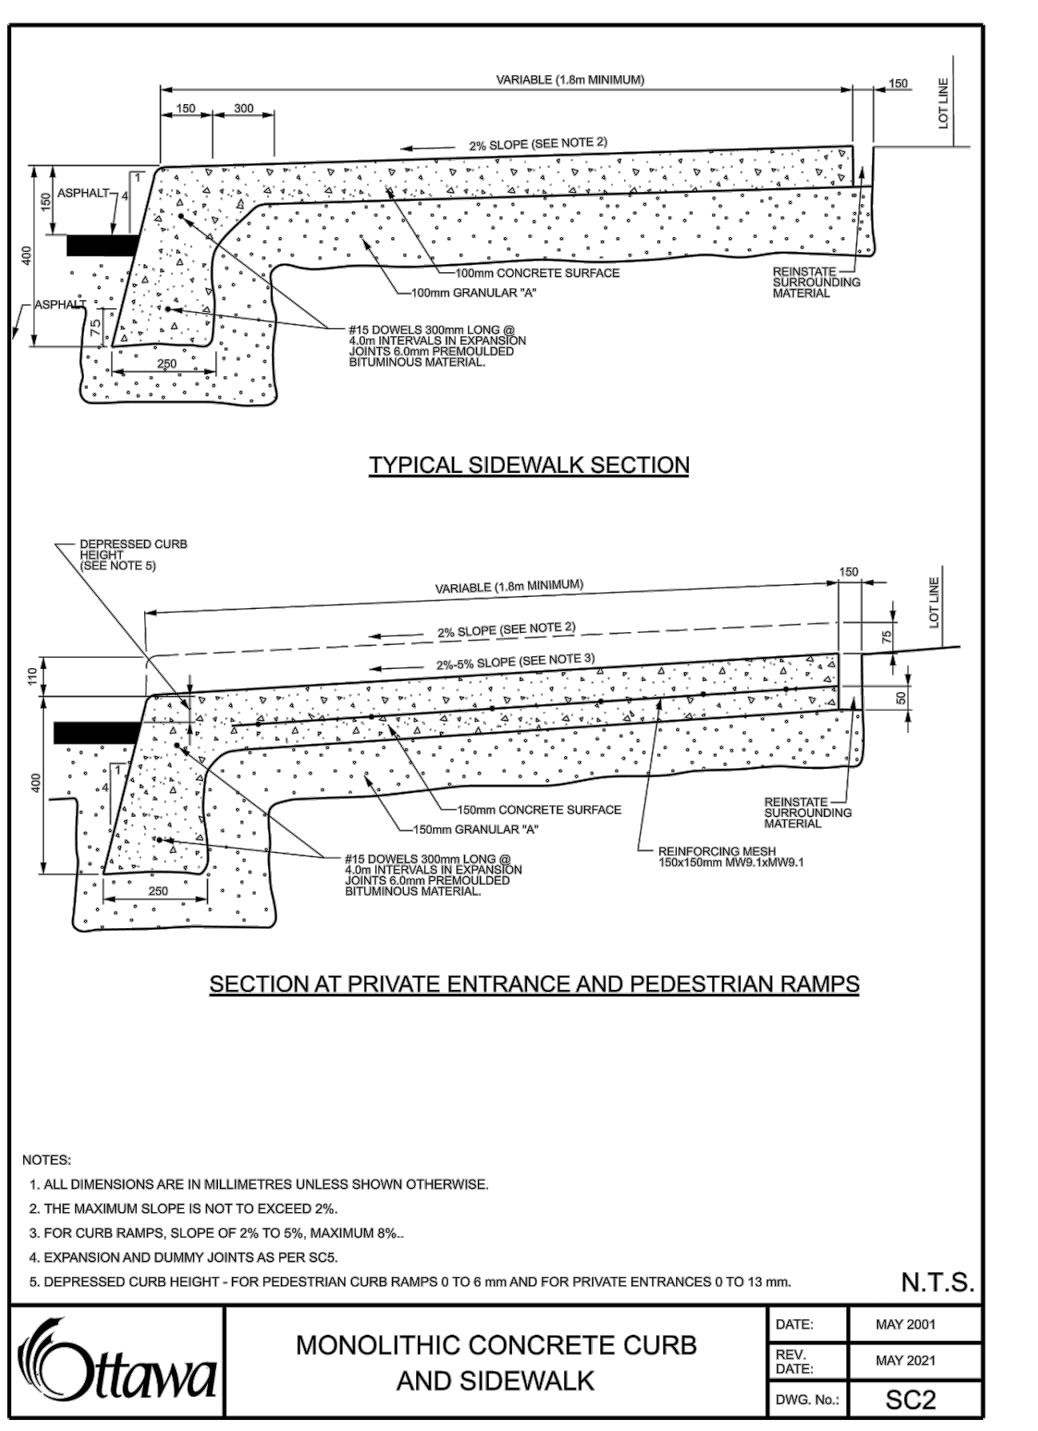 VARIABLE (1.8m MINIMUM)
150
LOT LINE
150
300
2% SLOPE (SEE NOTE 2)
1
4
ASPHALT
150
400
ASPHALT
75
250
100mm CONCRETE SURFACE
100mm GRANULAR "A"
REINSTATE
SURROUNDING
MATERIAL
#15 DOWELS 300mm LONG @
4.0m INTERVALS IN EXPANSION
JOINTS 6.0mm PREMOULDED
BITUMINOUS MATERIAL.
TYPICAL SIDEWALK SECTION
DEPRESSED CURB
HEIGHT
(SEE NOTE 5)
VARIABLE (1.8m MINIMUM)
150
LOT LINE
2% SLOPE (SEE NOTE 2)
75
2%-5% SLOPE (SEE NOTE 3)
110
50
400
1
4
150mm CONCRETE SURFACE
150mm GRANULAR "A"
REINSTATE
SURROUNDING
MATERIAL
REINFORCING MESH
150x150mm MW9.1xMW9.1
#15 DOWELS 300mm LONG @
4.0m INTERVALS IN EXPANSION
JOINTS 6.0mm PREMOULDED
BITUMINOUS MATERIAL.
250
SECTION AT PRIVATE ENTRANCE AND PEDESTRIAN RAMPS
NOTES:
1. ALL DIMENSIONS ARE IN MILLIMETRES UNLESS SHOWN OTHERWISE.
2. THE MAXIMUM SLOPE IS NOT TO EXCEED 2%.
3. FOR CURB RAMPS, SLOPE OF 2% TO 5%, MAXIMUM 8%..
4. EXPANSION AND DUMMY JOINTS AS PER SC5.
5. DEPRESSED CURB HEIGHT - FOR PEDESTRIAN CURB RAMPS 0 TO 6 mm AND FOR PRIVATE ENTRANCES 0 TO 13 mm.
N.T.S.
Ottawa
MONOLITHIC CONCRETE CURB
AND SIDEWALK
DATE:
MAY 2001
REV.
DATE:
MAY 2021
DWG. No.:
SC2